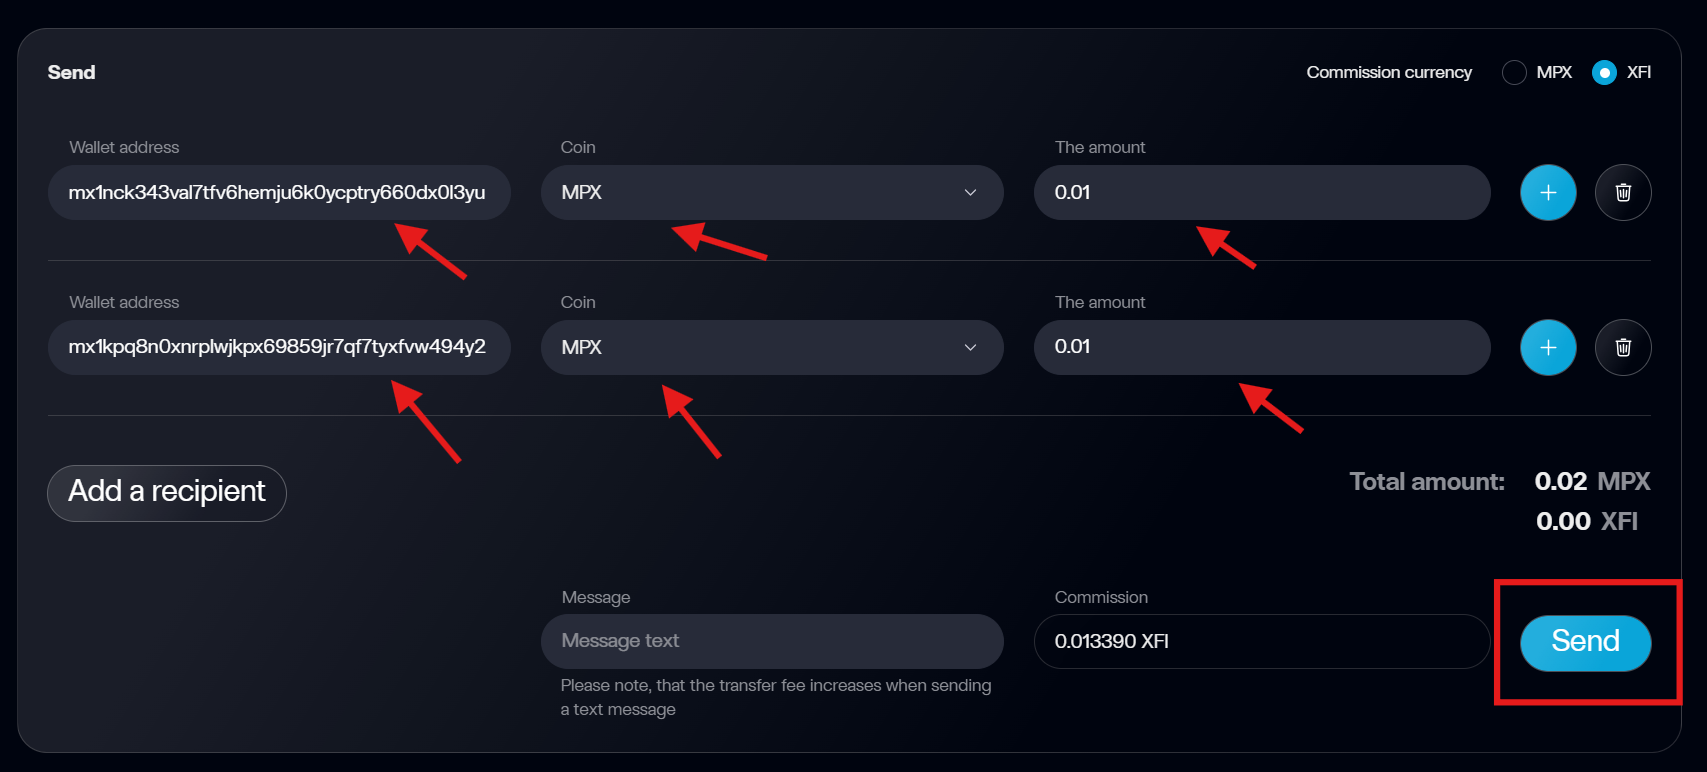 Send
Commission currency MPX XFI
Wallet address Coin The amount
mx1nck343val7tfv6hemju6k0ycptry660dx0l3yu MPX 0.01
Wallet address Coin The amount
mx1kpq8n0xnrplwjkpx69859jr7qf7tyxfvw494y2 MPX 0.01
Add a recipient
Total amount: 0.02 MPX
0.00 XFI
Message Commission
Message text 0.013390 XFI Send
Please note, that the transfer fee increases when sending
a text message